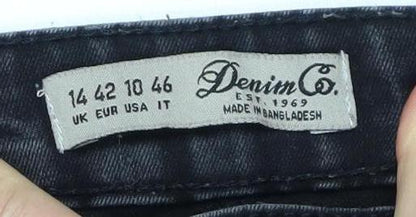 14 42 10 46
UK EUR USA IT
Denim Co.
EST. 1969
MADE IN BANGLADESH